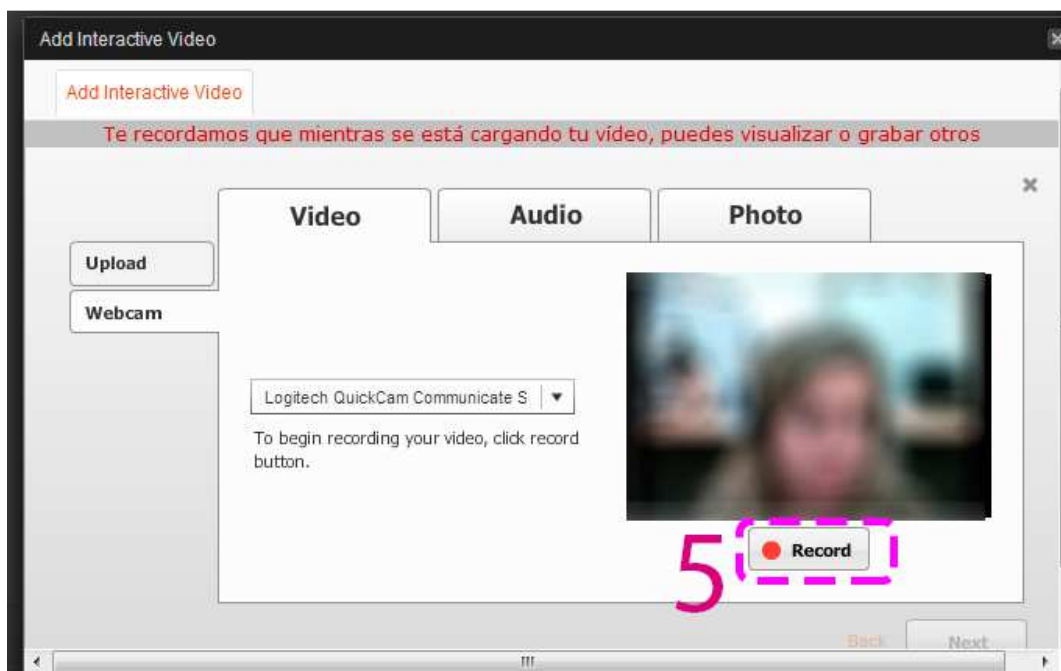 Add Interactive Video
Add Interactive Video
Te recordamos que mientras se está cargando tu vídeo, puedes visualizar o grabar otros
Video
Audio
Photo
Upload
Webcam
Logitech QuickCam Communicate S
To begin recording your video, click record
button.
5
Record
Back
Next